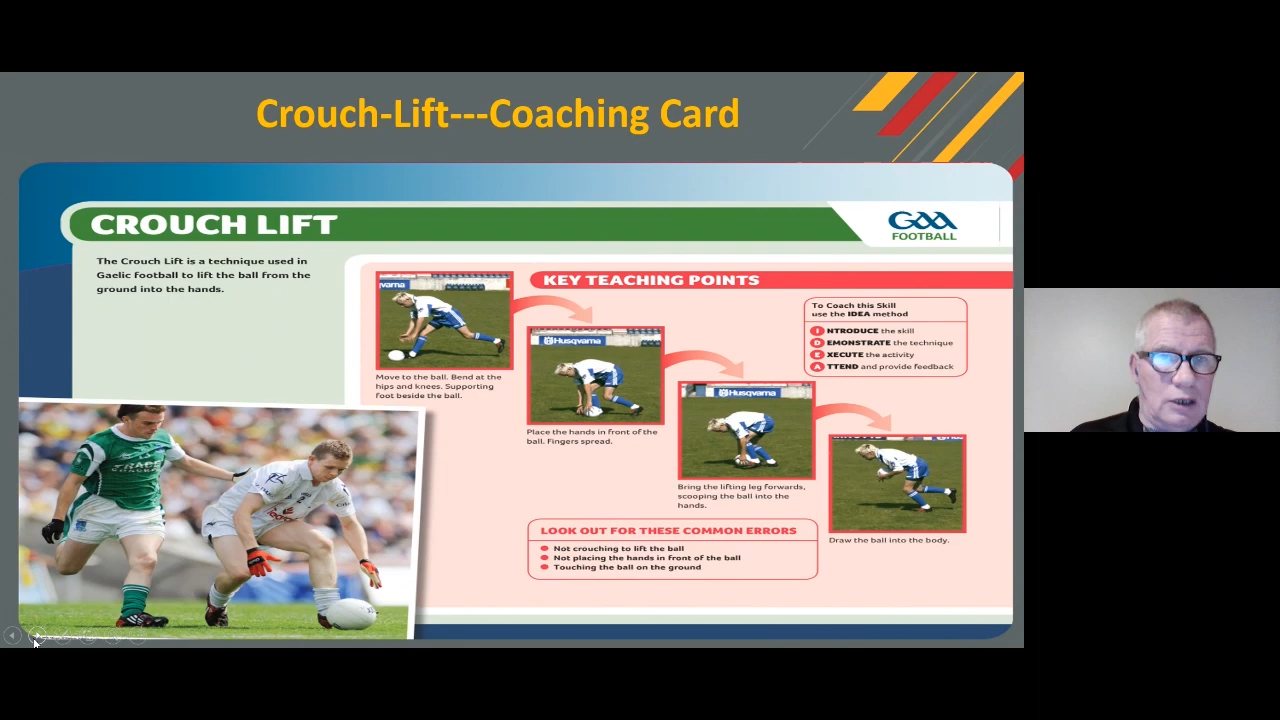 Crouch-Lift---Coaching Card
CROUCH LIFT
GAA
FOOTBALL
The Crouch Lift is a technique used in
Gaelic football to lift the ball from the
ground into the hands.
KEY TEACHING POINTS
To Coach this Skill
use the IDEA method
INTRODUCE the skill
DEMONSTRATE the technique
EXECUTE the activity
ATTEND and provide feedback
Move to the ball. Bend at the
hips and knees. Supporting
foot beside the ball.
Husqvarna
Place the hands in front of the
ball. Fingers spread.
Husqvarna
Bring the lifting leg forwards,
scooping the ball into the
hands.
Draw the ball into the body.
LOOK OUT FOR THESE COMMON ERRORS
Not crouching to lift the ball
Not placing the hands in front of the ball
Touching the ball on the ground